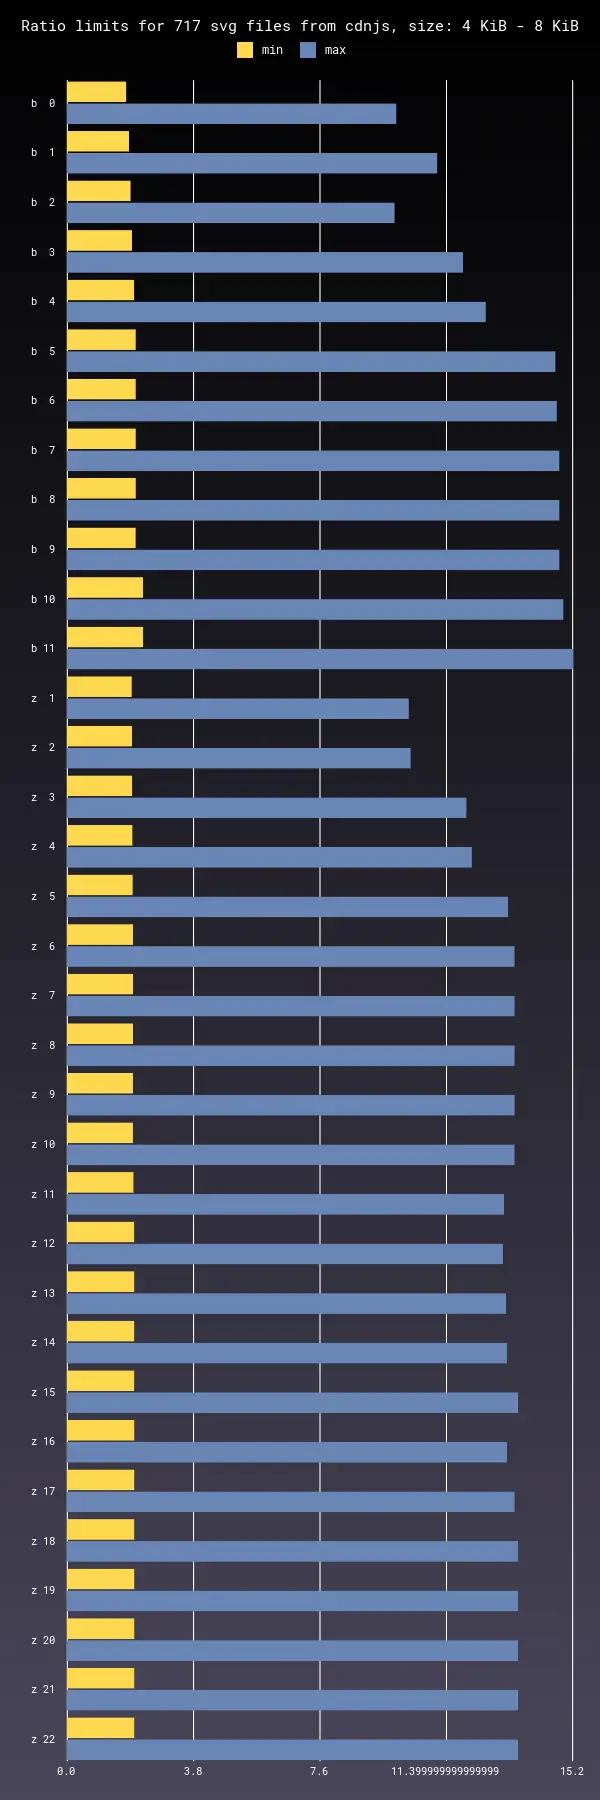 Ratio limits for 717 svg files from cdnjs, size: 4 KiB - 8 KiB
min max
b 0
b 1
b 2
b 3
b 4
b 5
b 6
b 7
b 8
b 9
b 10
b 11
z 1
z 2
z 3
z 4
z 5
z 6
z 7
z 8
z 9
z 10
z 11
z 12
z 13
z 14
z 15
z 16
z 17
z 18
z 19
z 20
z 21
z 22
0.0 3.8 7.6 11.399999999999999 15.2